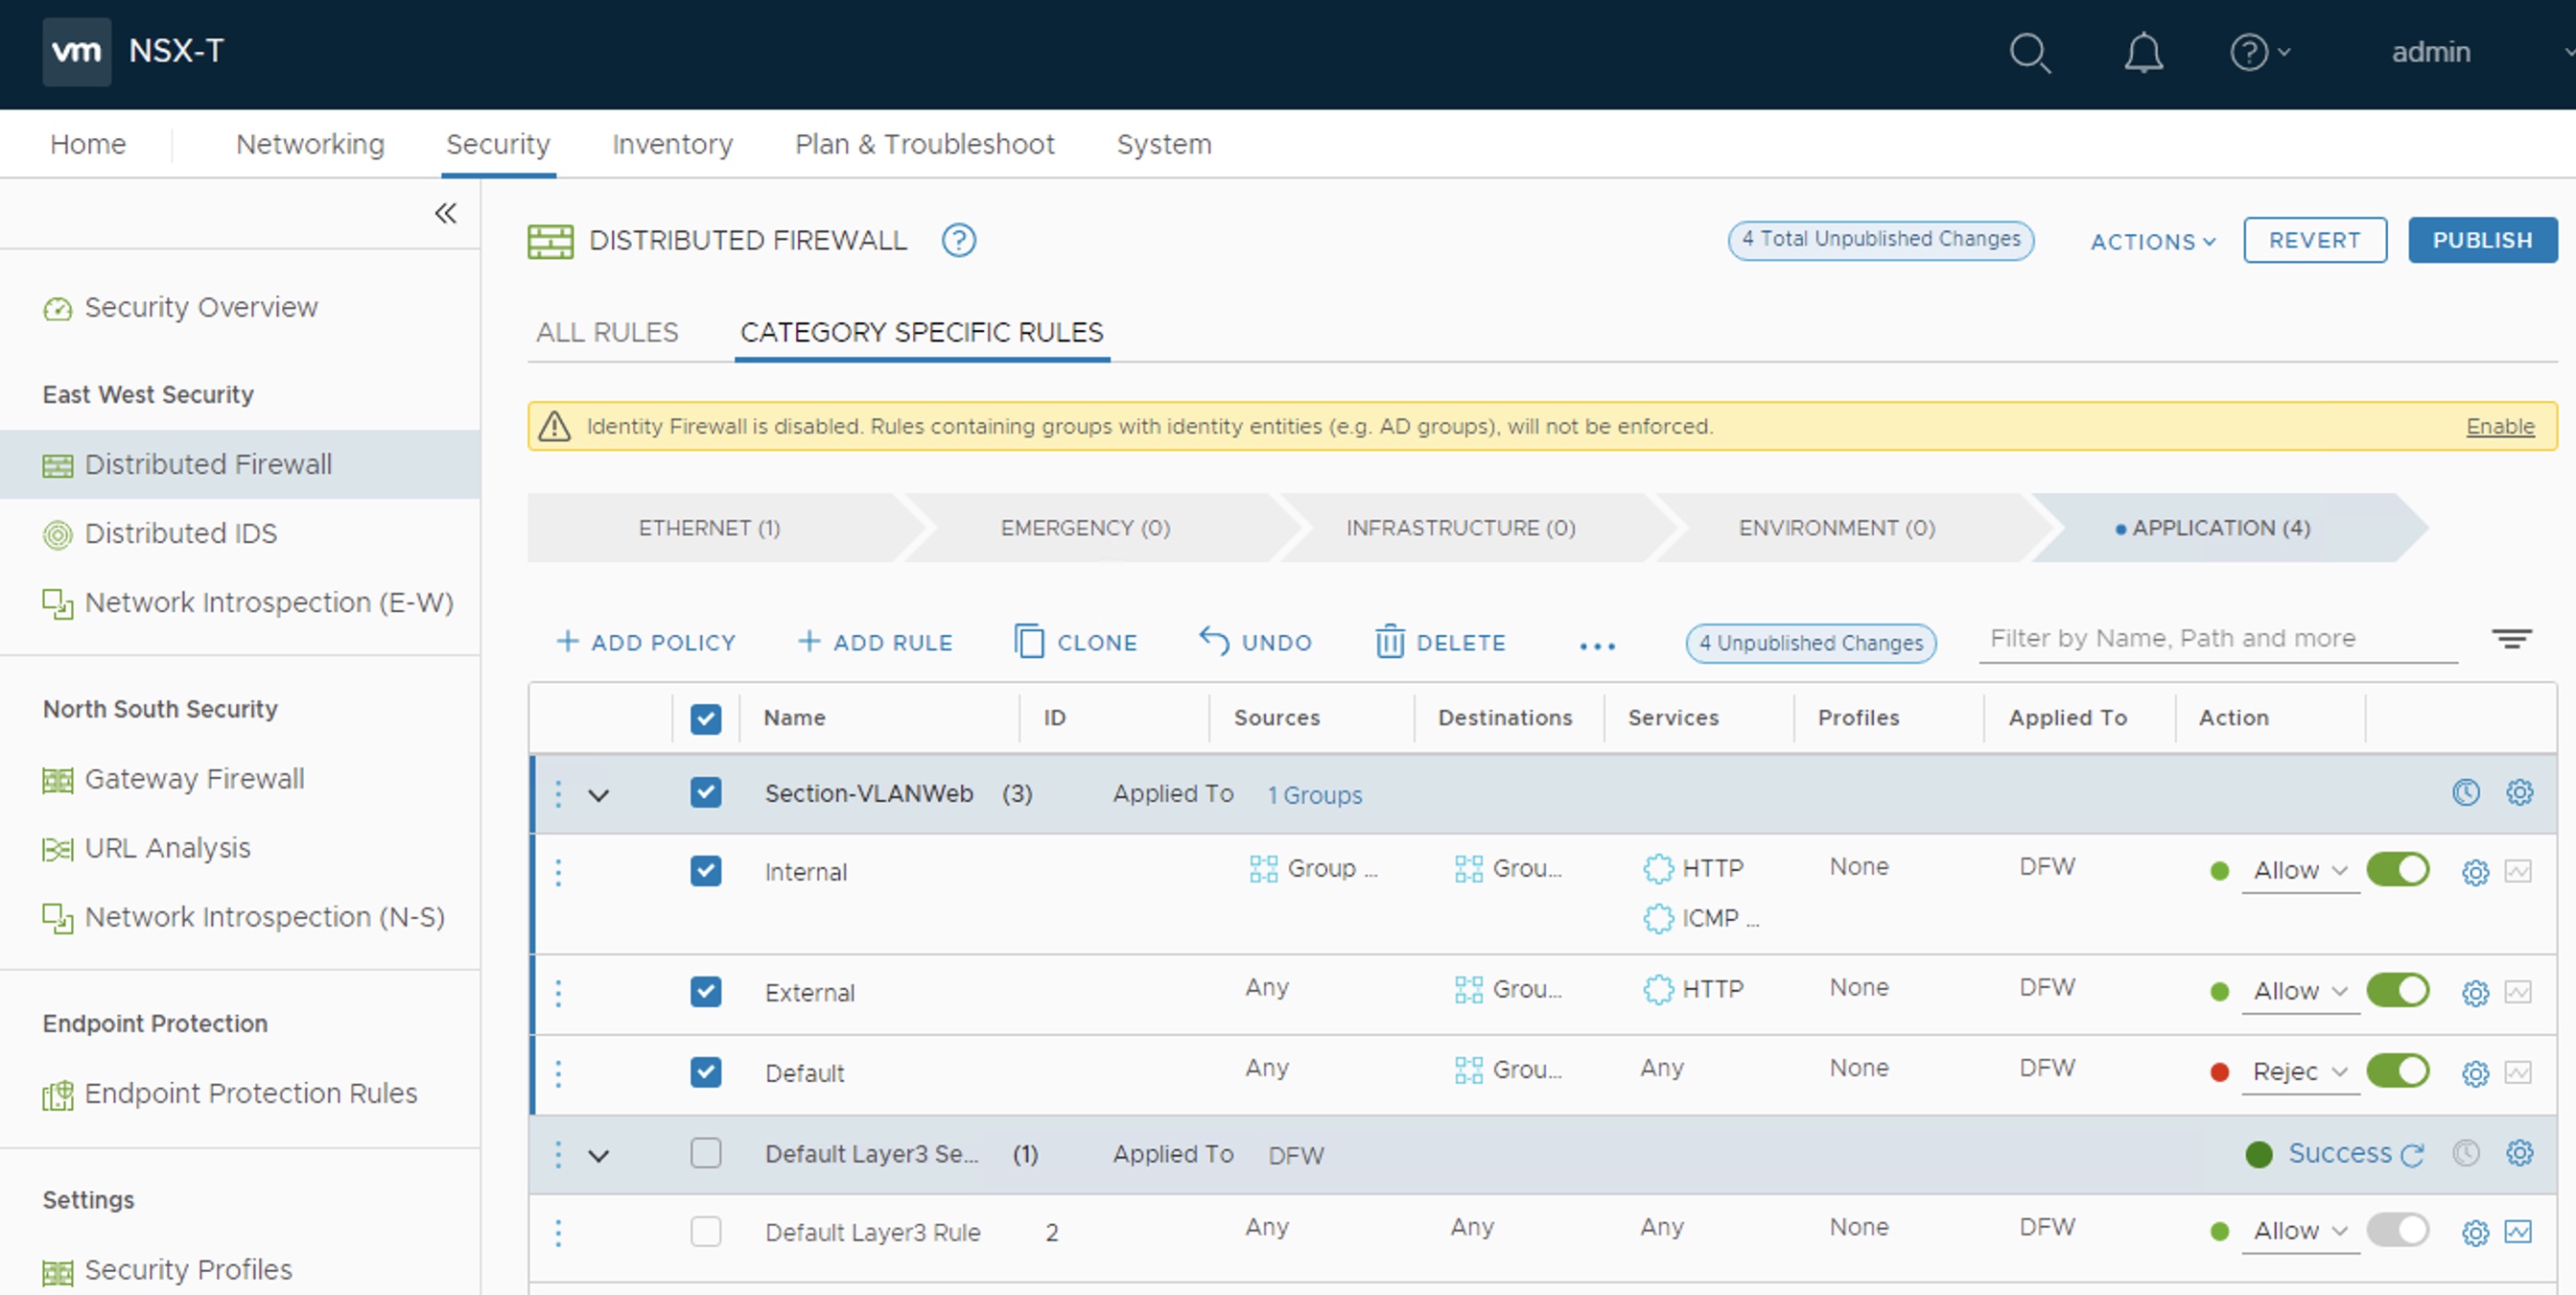 vm NSX-T admin
Home Networking Security Inventory Plan & Troubleshoot System
Security Overview
East West Security
Distributed Firewall
Distributed IDS
Network Introspection (E-W)
North South Security
Gateway Firewall
URL Analysis
Network Introspection (N-S)
Endpoint Protection
Endpoint Protection Rules
Settings
Security Profiles
DISTRIBUTED FIREWALL 4 Total Unpublished Changes ACTIONS REVERT PUBLISH
ALL RULES CATEGORY SPECIFIC RULES
Identity Firewall is disabled. Rules containing groups with identity entities (e.g. AD groups), will not be enforced. Enable
ETHERNET (1) EMERGENCY (0) INFRASTRUCTURE (0) ENVIRONMENT (0) APPLICATION (4)
+ ADD POLICY + ADD RULE CLONE UNDO DELETE ... 4 Unpublished Changes Filter by Name, Path and more
Name ID Sources Destinations Services Profiles Applied To Action
Section-VLANWeb (3) Applied To 1 Groups
Internal Group ... Grou... HTTP None DFW Allow
ICMP ...
External Any Grou... HTTP None DFW Allow
Default Any Grou... Any None DFW Rejec
Default Layer3 Se... (1) Applied To DFW Success
Default Layer3 Rule 2 Any Any Any None DFW Allow